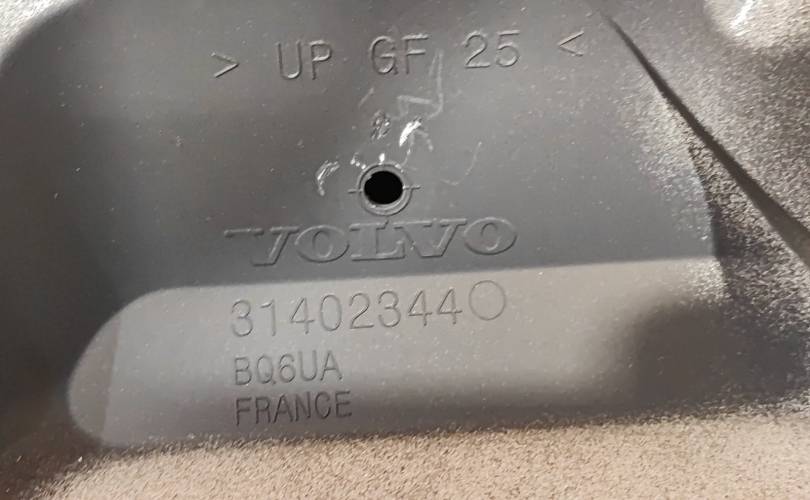 > UP GF 25 <
VOLVO
31402344
BQ6UA
FRANCE